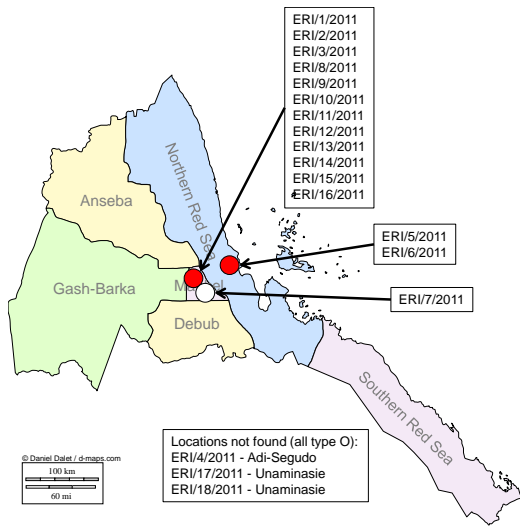 ERI/1/2011
ERI/2/2011
ERI/3/2011
ERI/8/2011
ERI/9/2011
ERI/10/2011
ERI/11/2011
ERI/12/2011
ERI/13/2011
ERI/14/2011
ERI/15/2011
ERI/16/2011
Northern Red Sea
Anseba
ERI/5/2011
ERI/6/2011
Gash-Barka
ERI/7/2011
Debub
Southern Red Sea
Locations not found (all type O):
ERI/4/2011 - Adi-Segudo
ERI/17/2011 - Unaminasie
ERI/18/2011 - Unaminasie
© Daniel Dalet / d-maps.com
100 km
60 mi